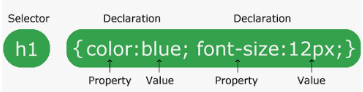 Selector Declaration Declaration
h1 {color:blue; font-size:12px;}
Property Value Property Value